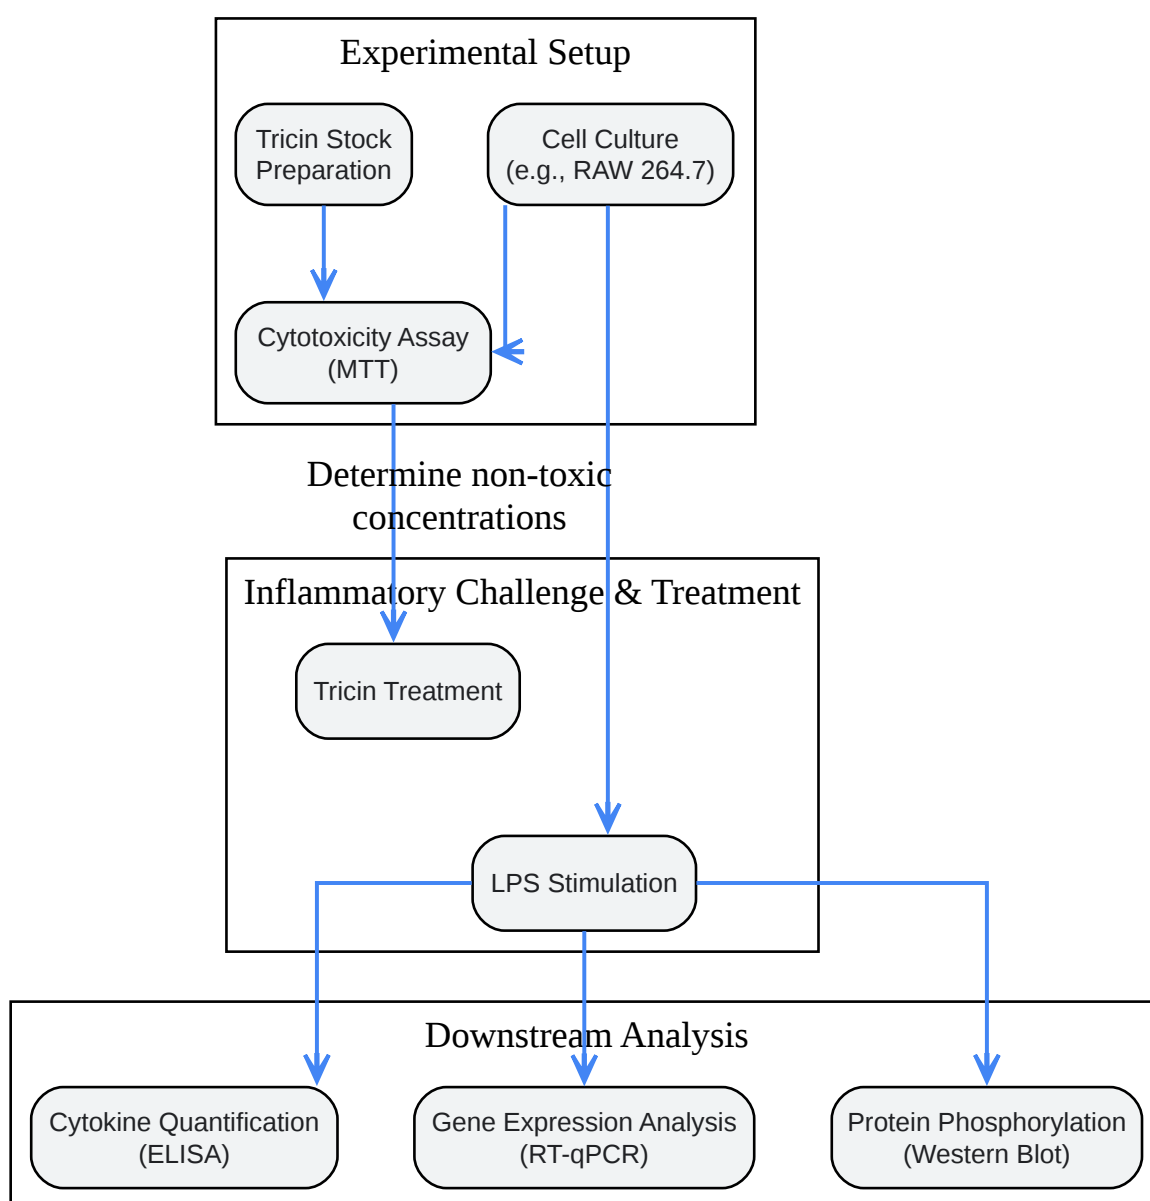 Experimental Setup
Tricin Stock
Preparation
Cell Culture
(e.g., RAW 264.7)
Cytotoxicity Assay
(MTT)
Determine non-toxic
concentrations
Inflammatory Challenge & Treatment
Tricin Treatment
LPS Stimulation
Downstream Analysis
Cytokine Quantification
(ELISA)
Gene Expression Analysis
(RT-qPCR)
Protein Phosphorylation
(Western Blot)